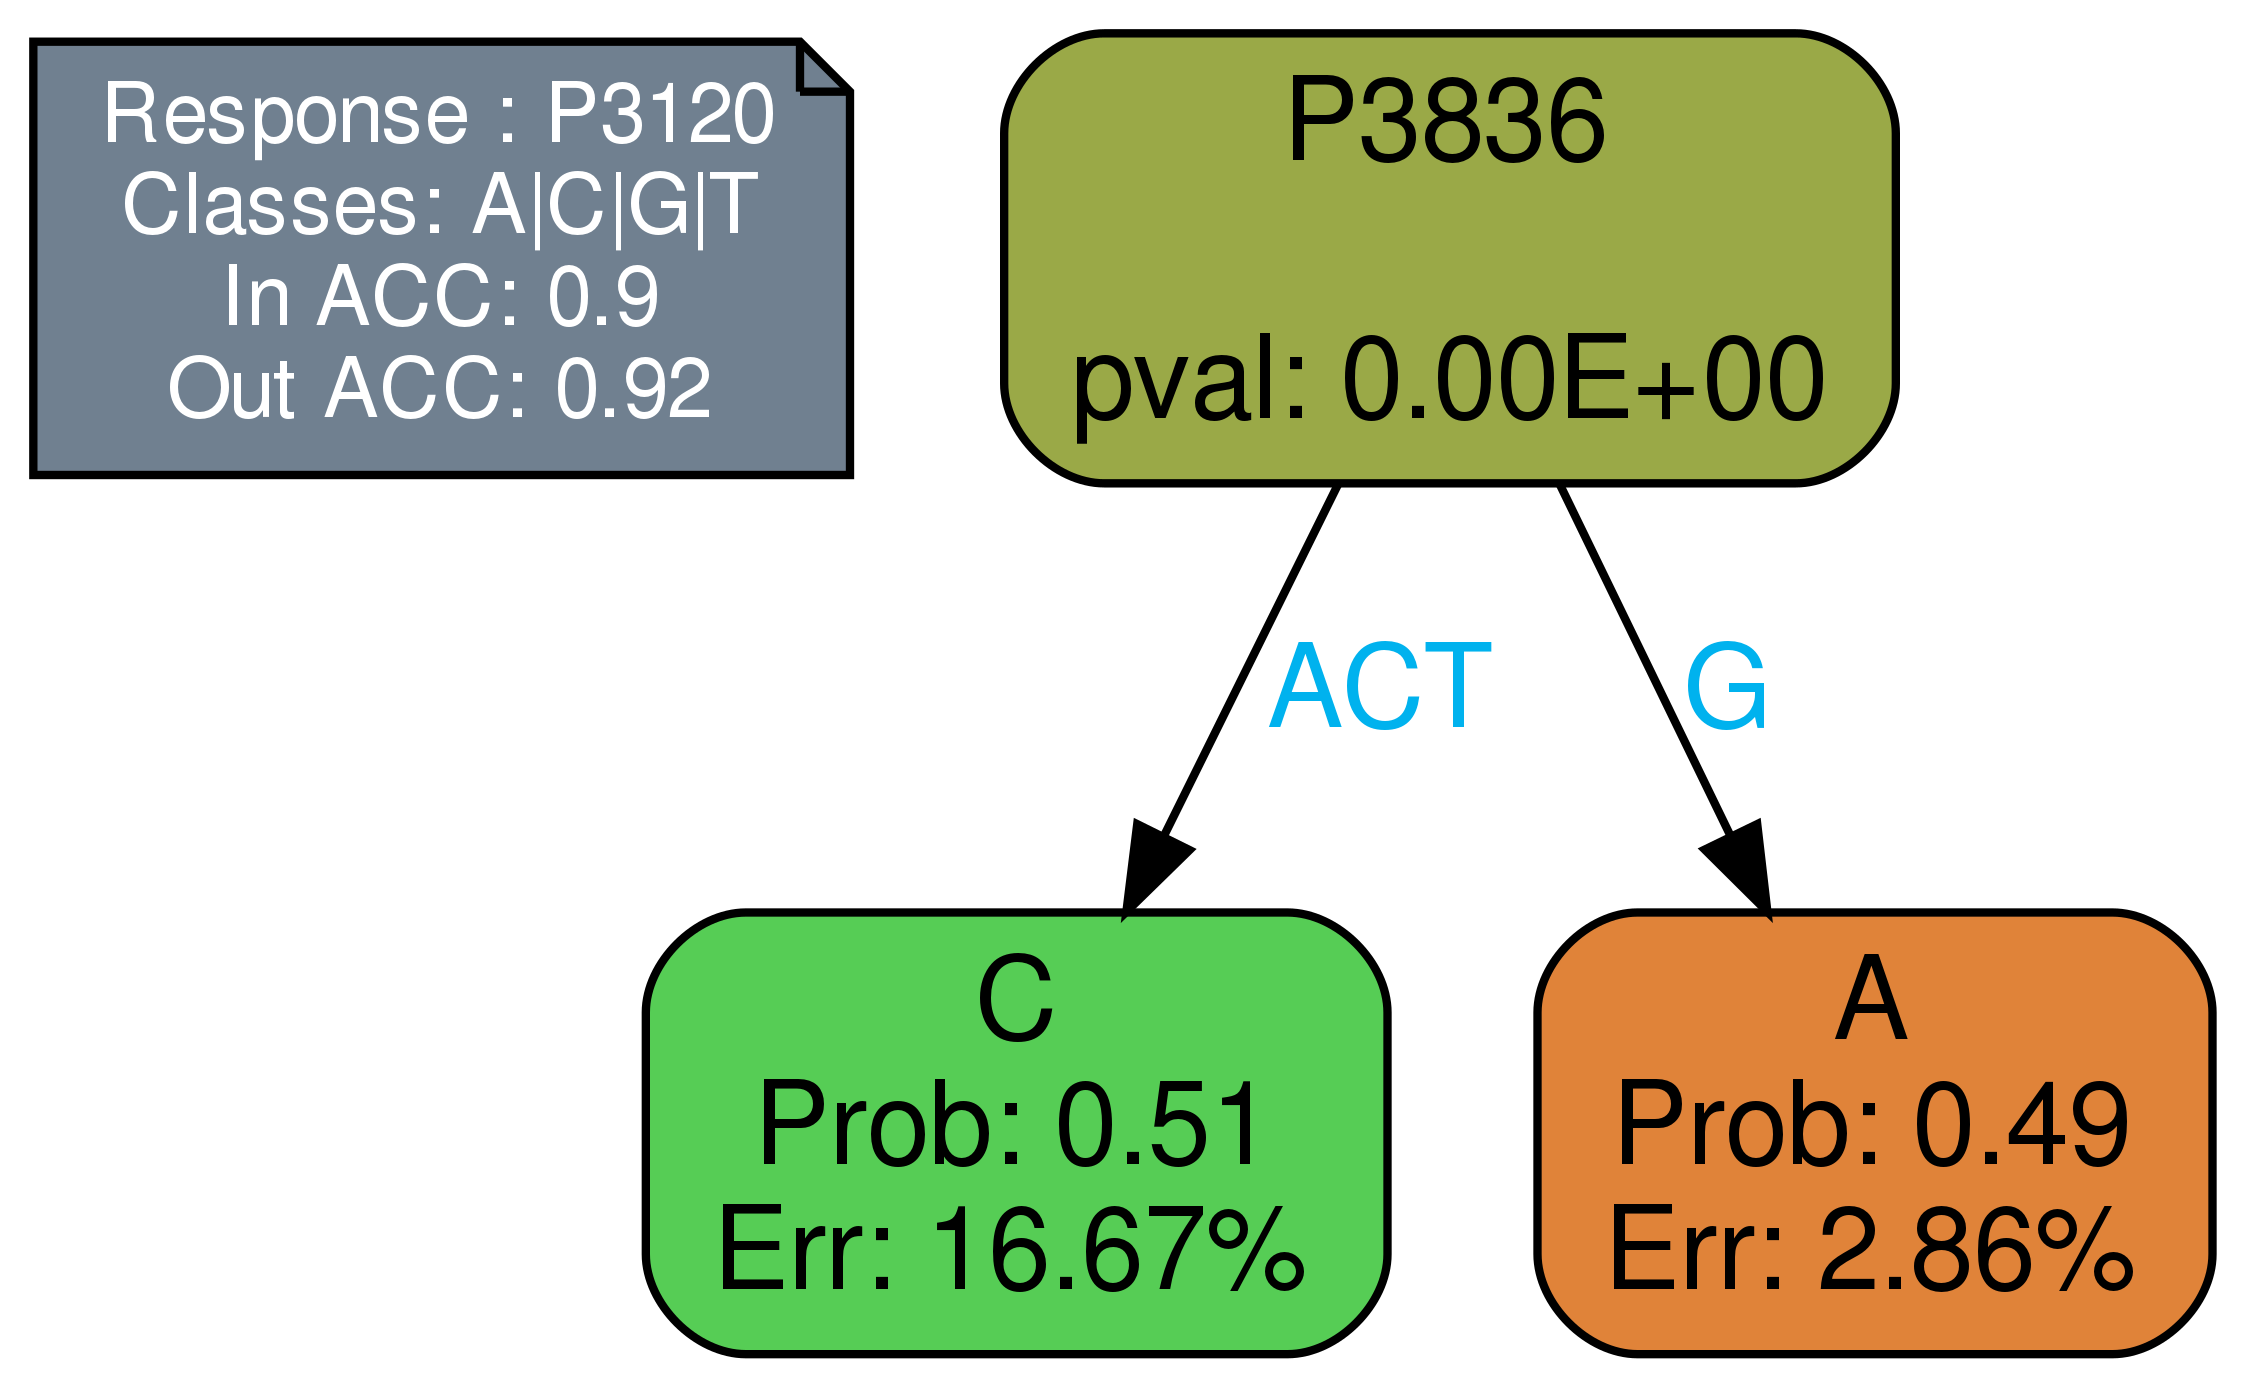 Response : P3120
Classes: A|C|G|T
In ACC: 0.9
Out ACC: 0.92
P3836
pval: 0.00E+00
ACT
G
C
Prob: 0.51
Err: 16.67%
A
Prob: 0.49
Err: 2.86%